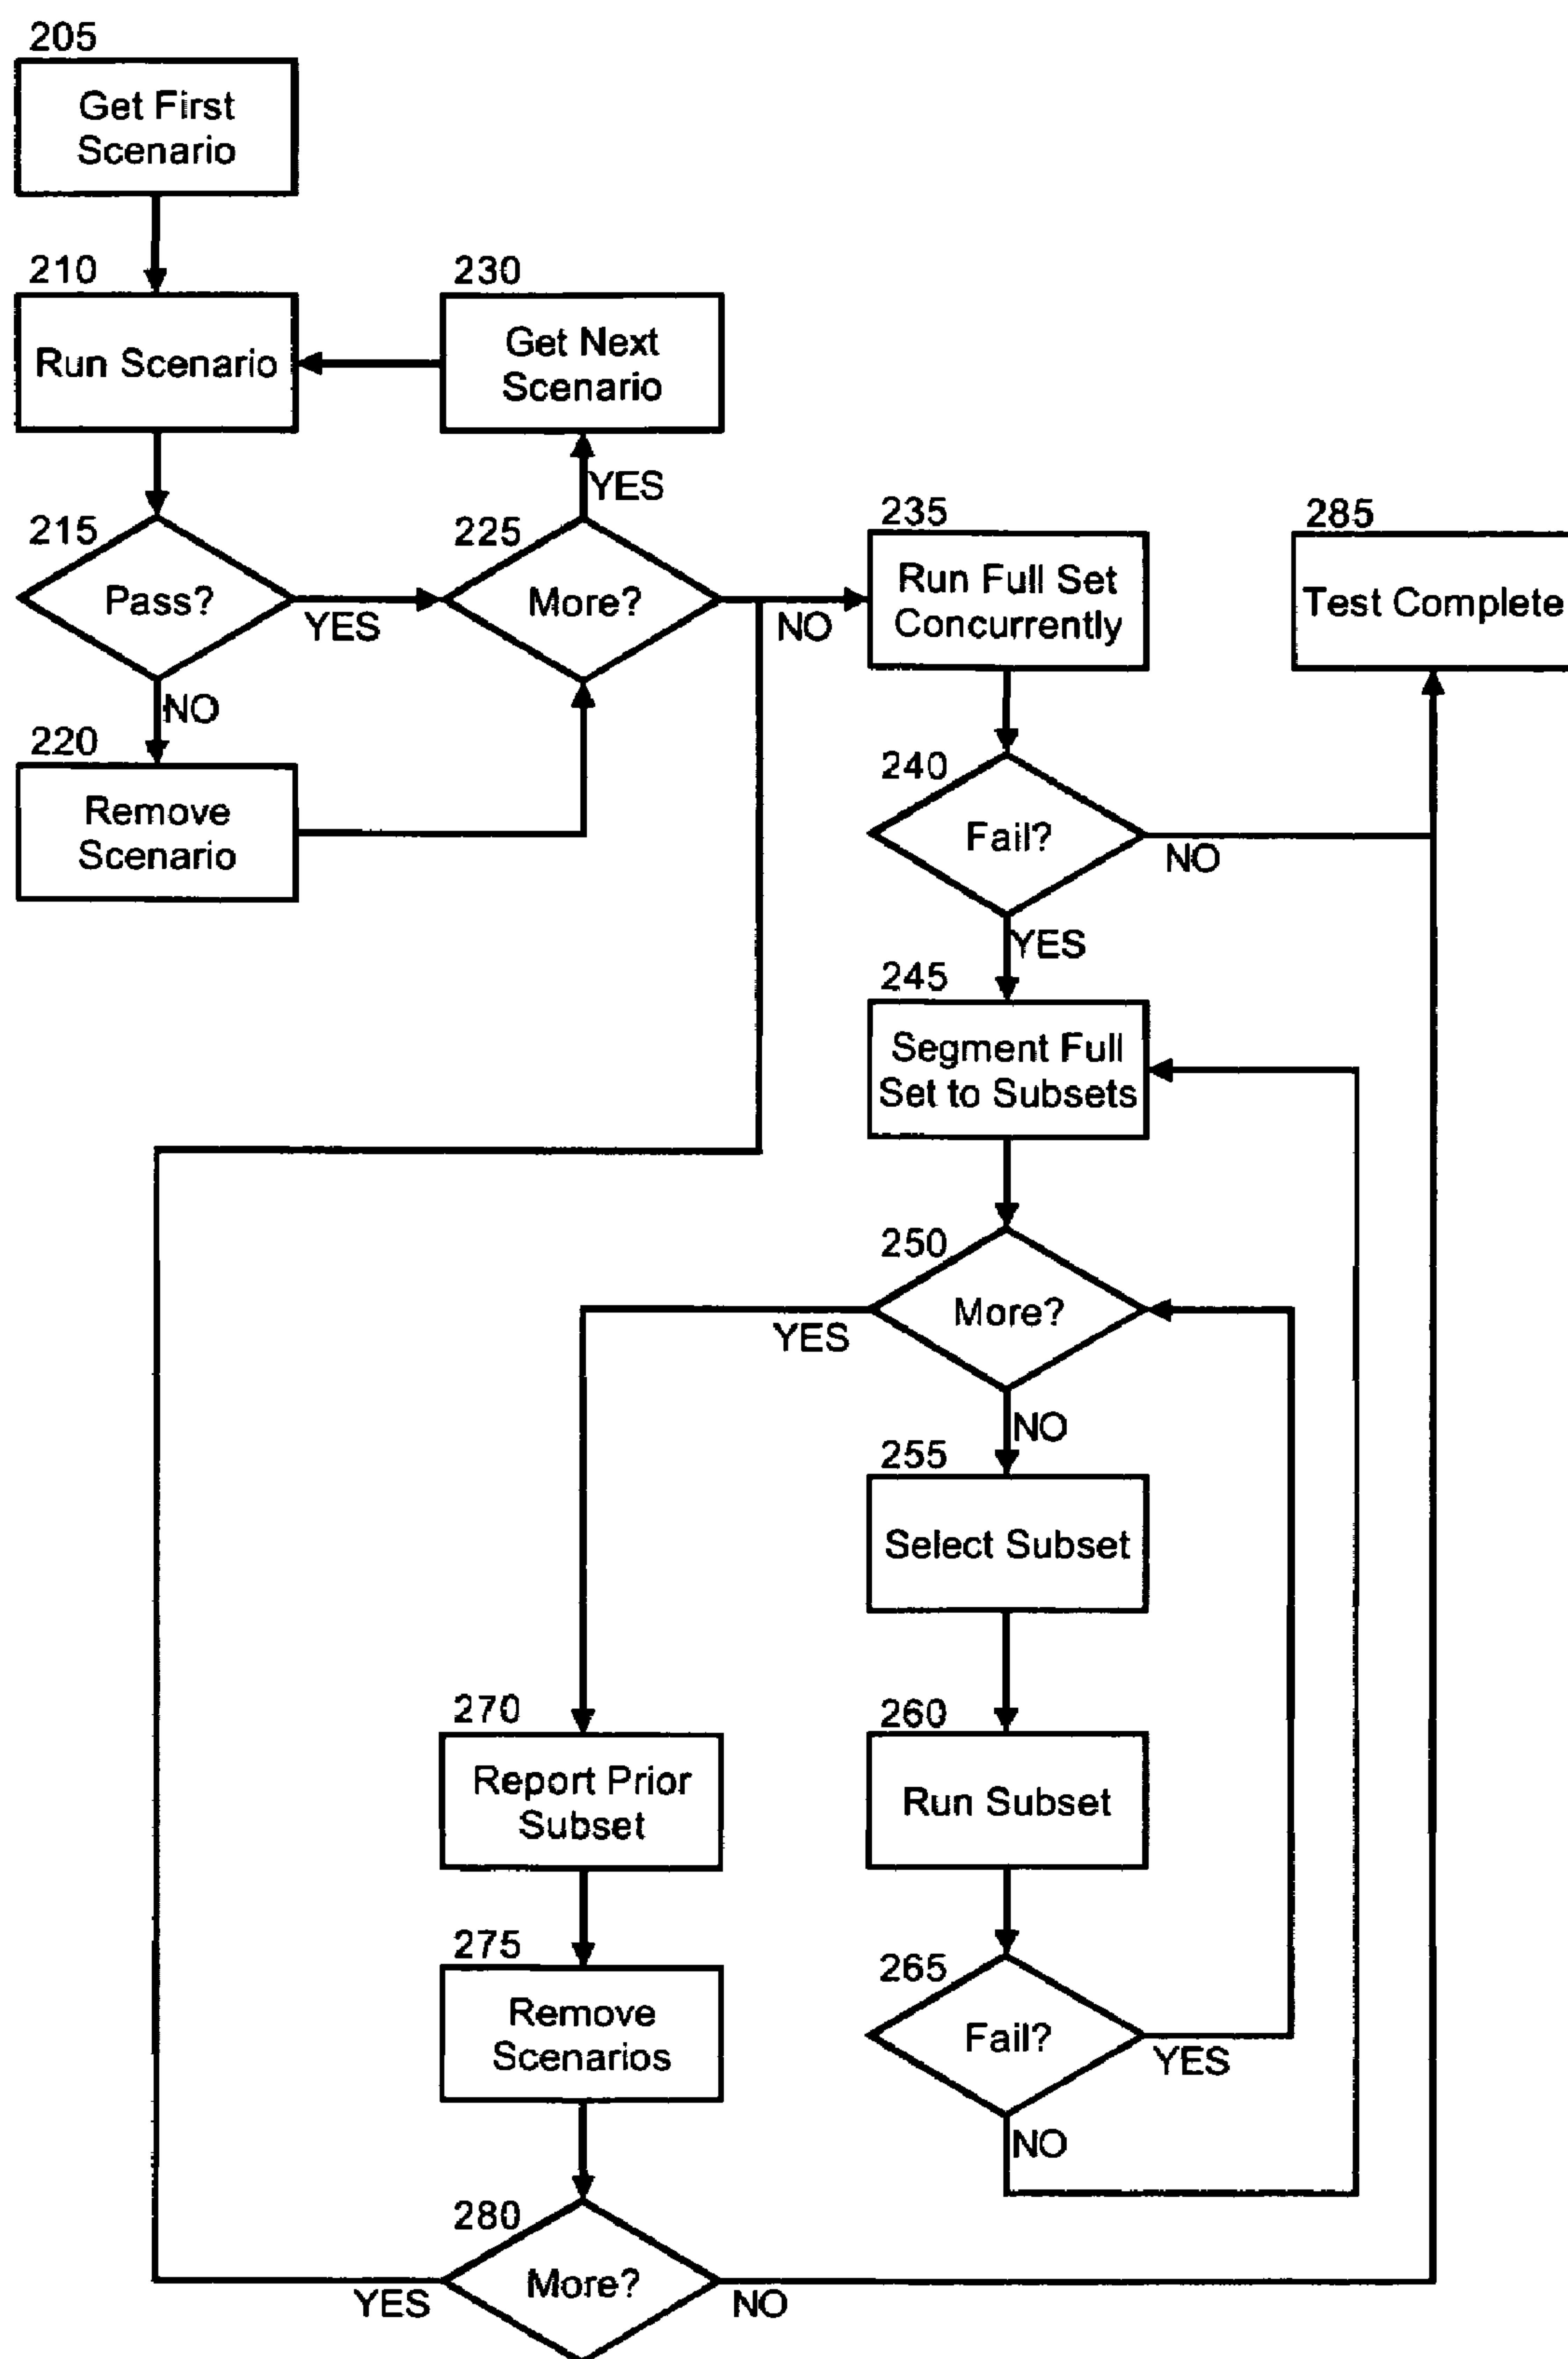 205
Get First
Scenario
210
Run Scenario
230
Get Next
Scenario
YES
215
Pass?
YES
225
More?
NO
235
Run Full Set
Concurrently
285
Test Complete
NO
220
Remove
Scenario
240
Fail?
NO
YES
245
Segment Full
Set to Subsets
250
More?
YES
NO
255
Select Subset
270
Report Prior
Subset
260
Run Subset
275
Remove
Scenarios
265
Fail?
YES
NO
280
More?
YES
NO